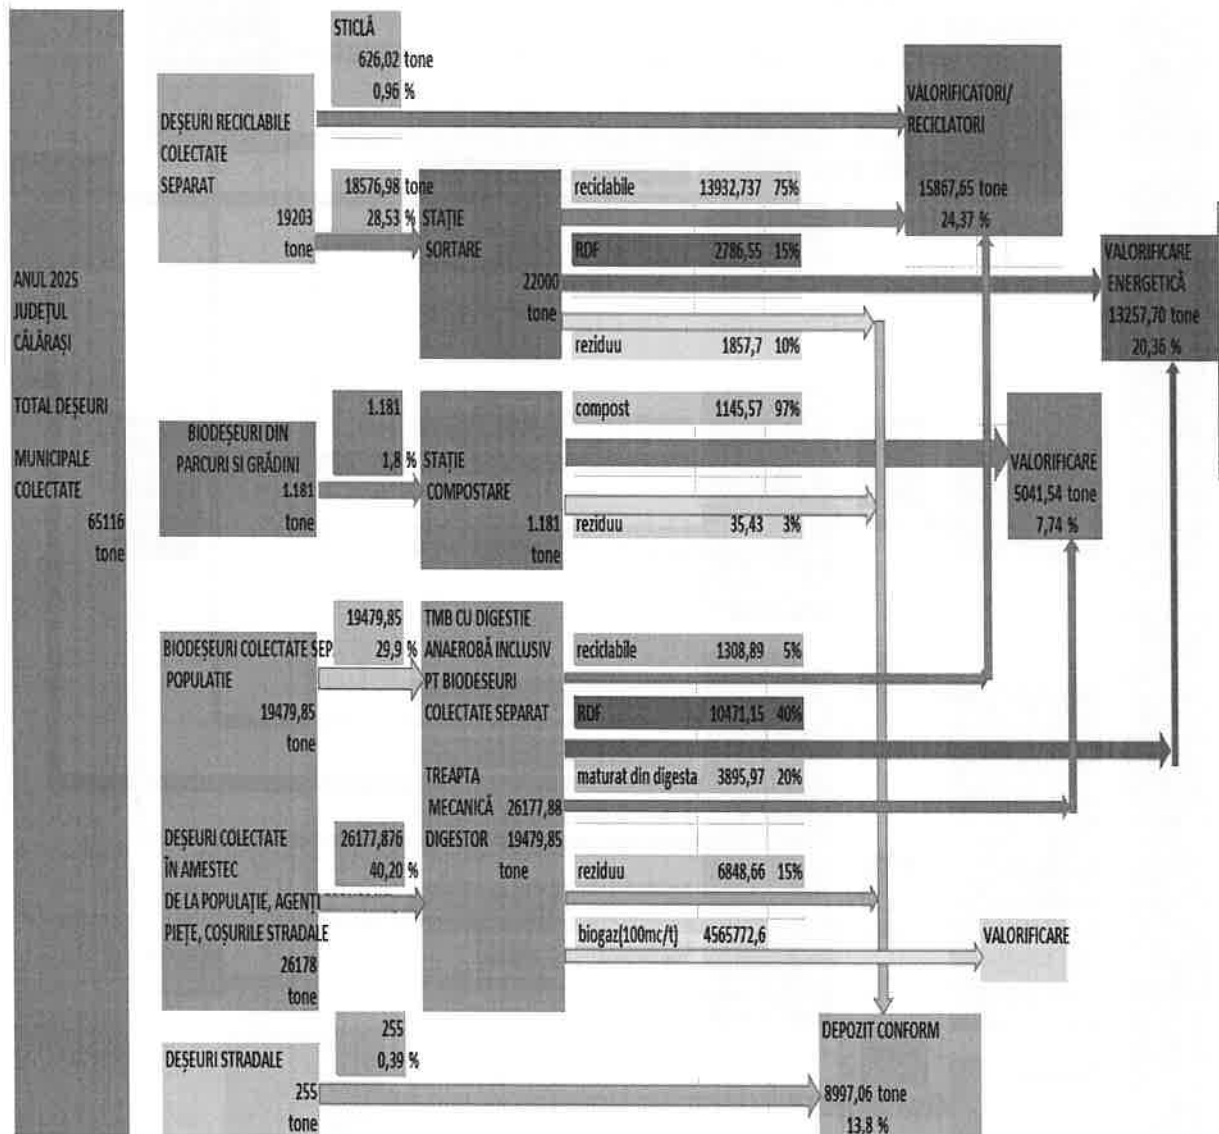 ANUL 2025
JUDEȚUL
CĂLĂRAȘI
TOTAL DEȘEURI
MUNICIPALE
COLECTATE
65116
tone
STICLĂ
626,02 tone
0,96 %
DEȘEURI RECICLABILE
COLECTATE
SEPARAT
19203
tone
18576,98 tone
28,53 %
STAȚIE
SORTARE
22000
tone
reciclabile 13932,737 75%
RDF 2786,55 15%
reziduu 1857,7 10%
VALORIFICATORI/
RECICLATORI
15867,65 tone
24,37 %
VALORIFICARE
ENERGETICĂ
13257,70 tone
20,36 %
BIODEȘEURI DIN
PARCURI SI GRĂDINI
1.181
tone
1.181
1,8 %
STAȚIE
COMPOSTARE
1.181
tone
compost 1145,57 97%
reziduu 35,43 3%
VALORIFICARE
5041,54 tone
7,74 %
BIODEȘEURI COLECTATE SEP
POPULATIE
19479,85
tone
19479,85
29,9 %
TMB CU DIGESTIE
ANAEROBĂ INCLUSIV
PT BIODESEURI
COLECTATE SEPARAT
TREAPTA
MECANICĂ 26177,88
DIGESTOR 19479,85
tone
reciclabile 1308,89 5%
RDF 10471,15 40%
maturat din digesta 3895,97 20%
reziduu 6848,66 15%
biogaz(100mc/t) 4565772,6
VALORIFICARE
DEȘEURI COLECTATE
ÎN AMESTEC
DE LA POPULAȚIE, AGENȚI
PIEȚE, COȘURILE STRADALE
26178
tone
26177,876
40,20 %
DEȘEURI STRADALE
255
tone
255
0,39 %
DEPOZIT CONFORM
8997,06 tone
13,8 %